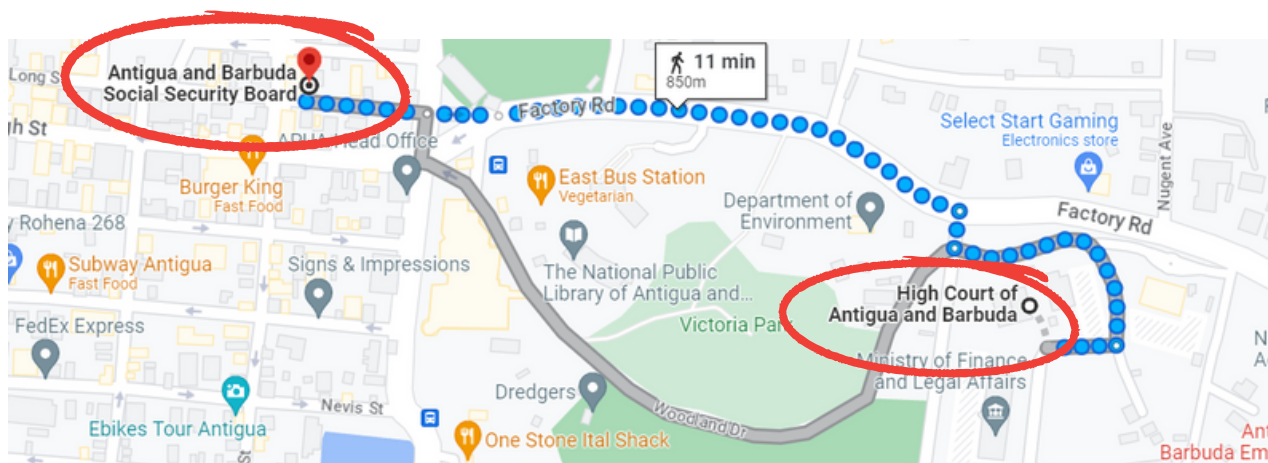 Long S
Antigua and Barbuda
Social Security Board
gh St
11 min
850m
Factory Rd
APUA Head Office
Burger King
Fast Food
East Bus Station
Vegetarian
Select Start Gaming
Electronics store
Nugent Ave
Department of
Environment
Factory Rd
y Rohena 268
Subway Antigua
Fast Food
Signs & Impressions
The National Public
Library of Antigua and...
Victoria Park
High Court of
Antigua and Barbuda
FedEx Express
Ministry of Finance
and Legal Affairs
Dredgers
Nevis St
Woodland Dr
Ebikes Tour Antigua
One Stone Ital Shack
St
Ant
Barbuda Em